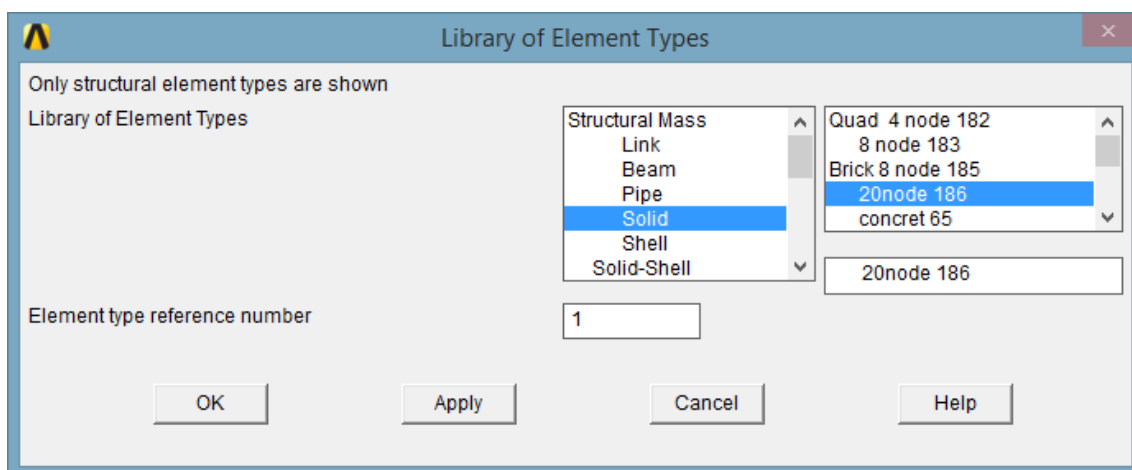 Library of Element Types
Only structural element types are shown
Library of Element Types
Structural Mass
Link
Beam
Pipe
Solid
Shell
Solid-Shell
Quad 4 node 182
8 node 183
Brick 8 node 185
20node 186
concret 65
20node 186
Element type reference number
1
OK
Apply
Cancel
Help